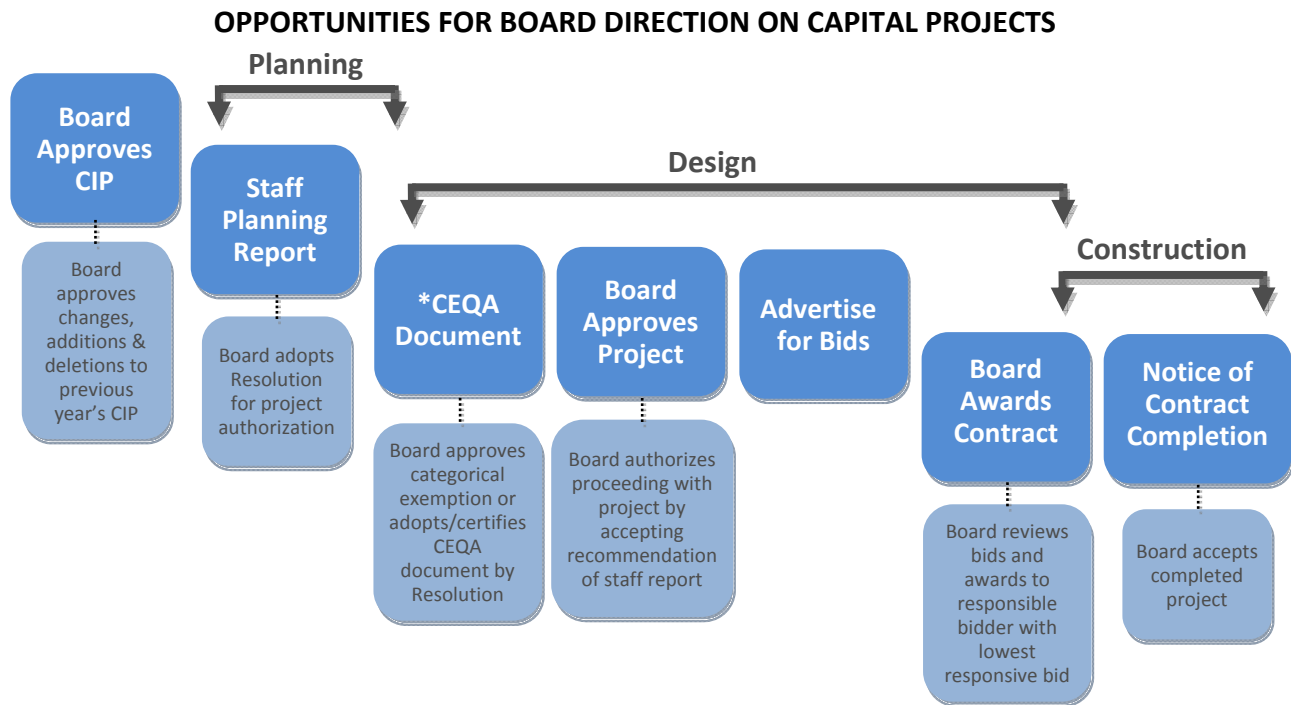 OPPORTUNITIES FOR BOARD DIRECTION ON CAPITAL PROJECTS
Planning
Board
Approves
CIP
Board
approves
changes,
additions &
deletions to
previous
year's CIP
Staff
Planning
Report
Board adopts
Resolution
for project
authorization
Design
*CEQA
Document
Board approves
categorical
exemption or
adopts/certifies
CEQA
document by
Resolution
Board
Approves
Project
Board authorizes
proceeding with
project by
accepting
recommendation
of staff report
Advertise
for Bids
Construction
Board
Awards
Contract
Board reviews
bids and
awards to
responsible
bidder with
lowest
responsive bid
Notice of
Contract
Completion
Board accepts
completed
project